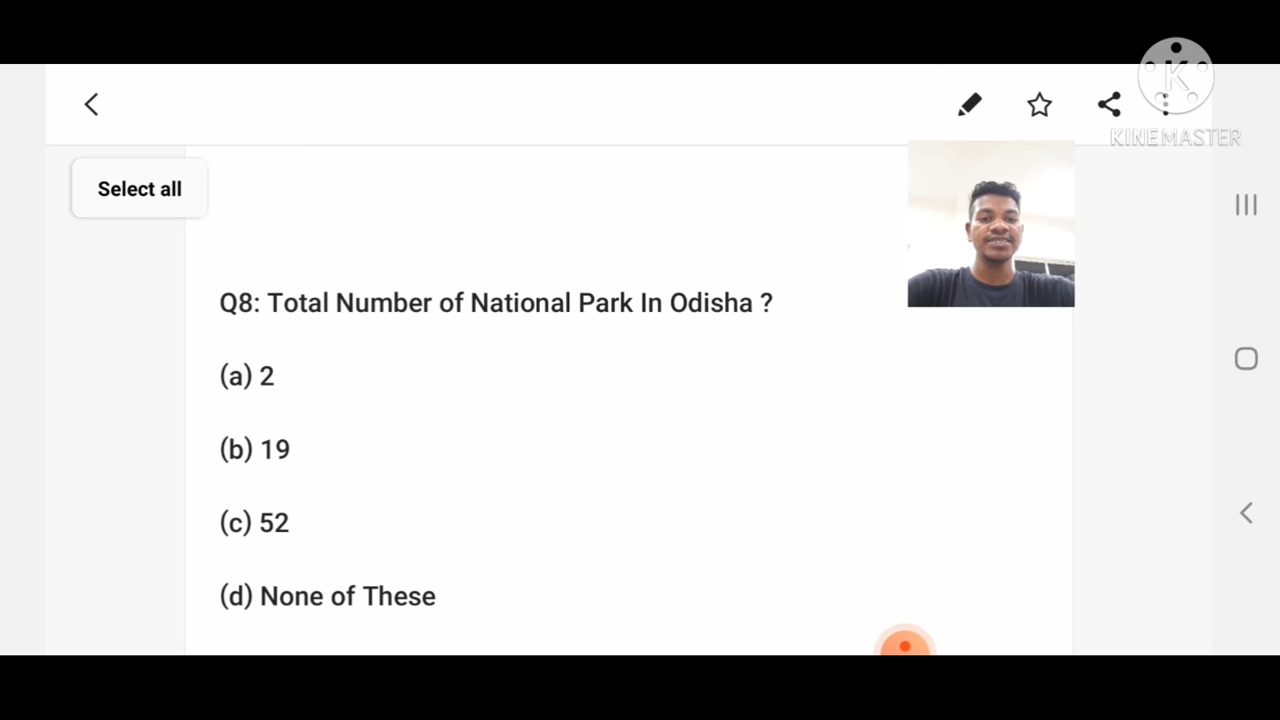 KINEMASTER
Select all
Q8: Total Number of National Park In Odisha ?
(a) 2
(b) 19
(c) 52
(d) None of These